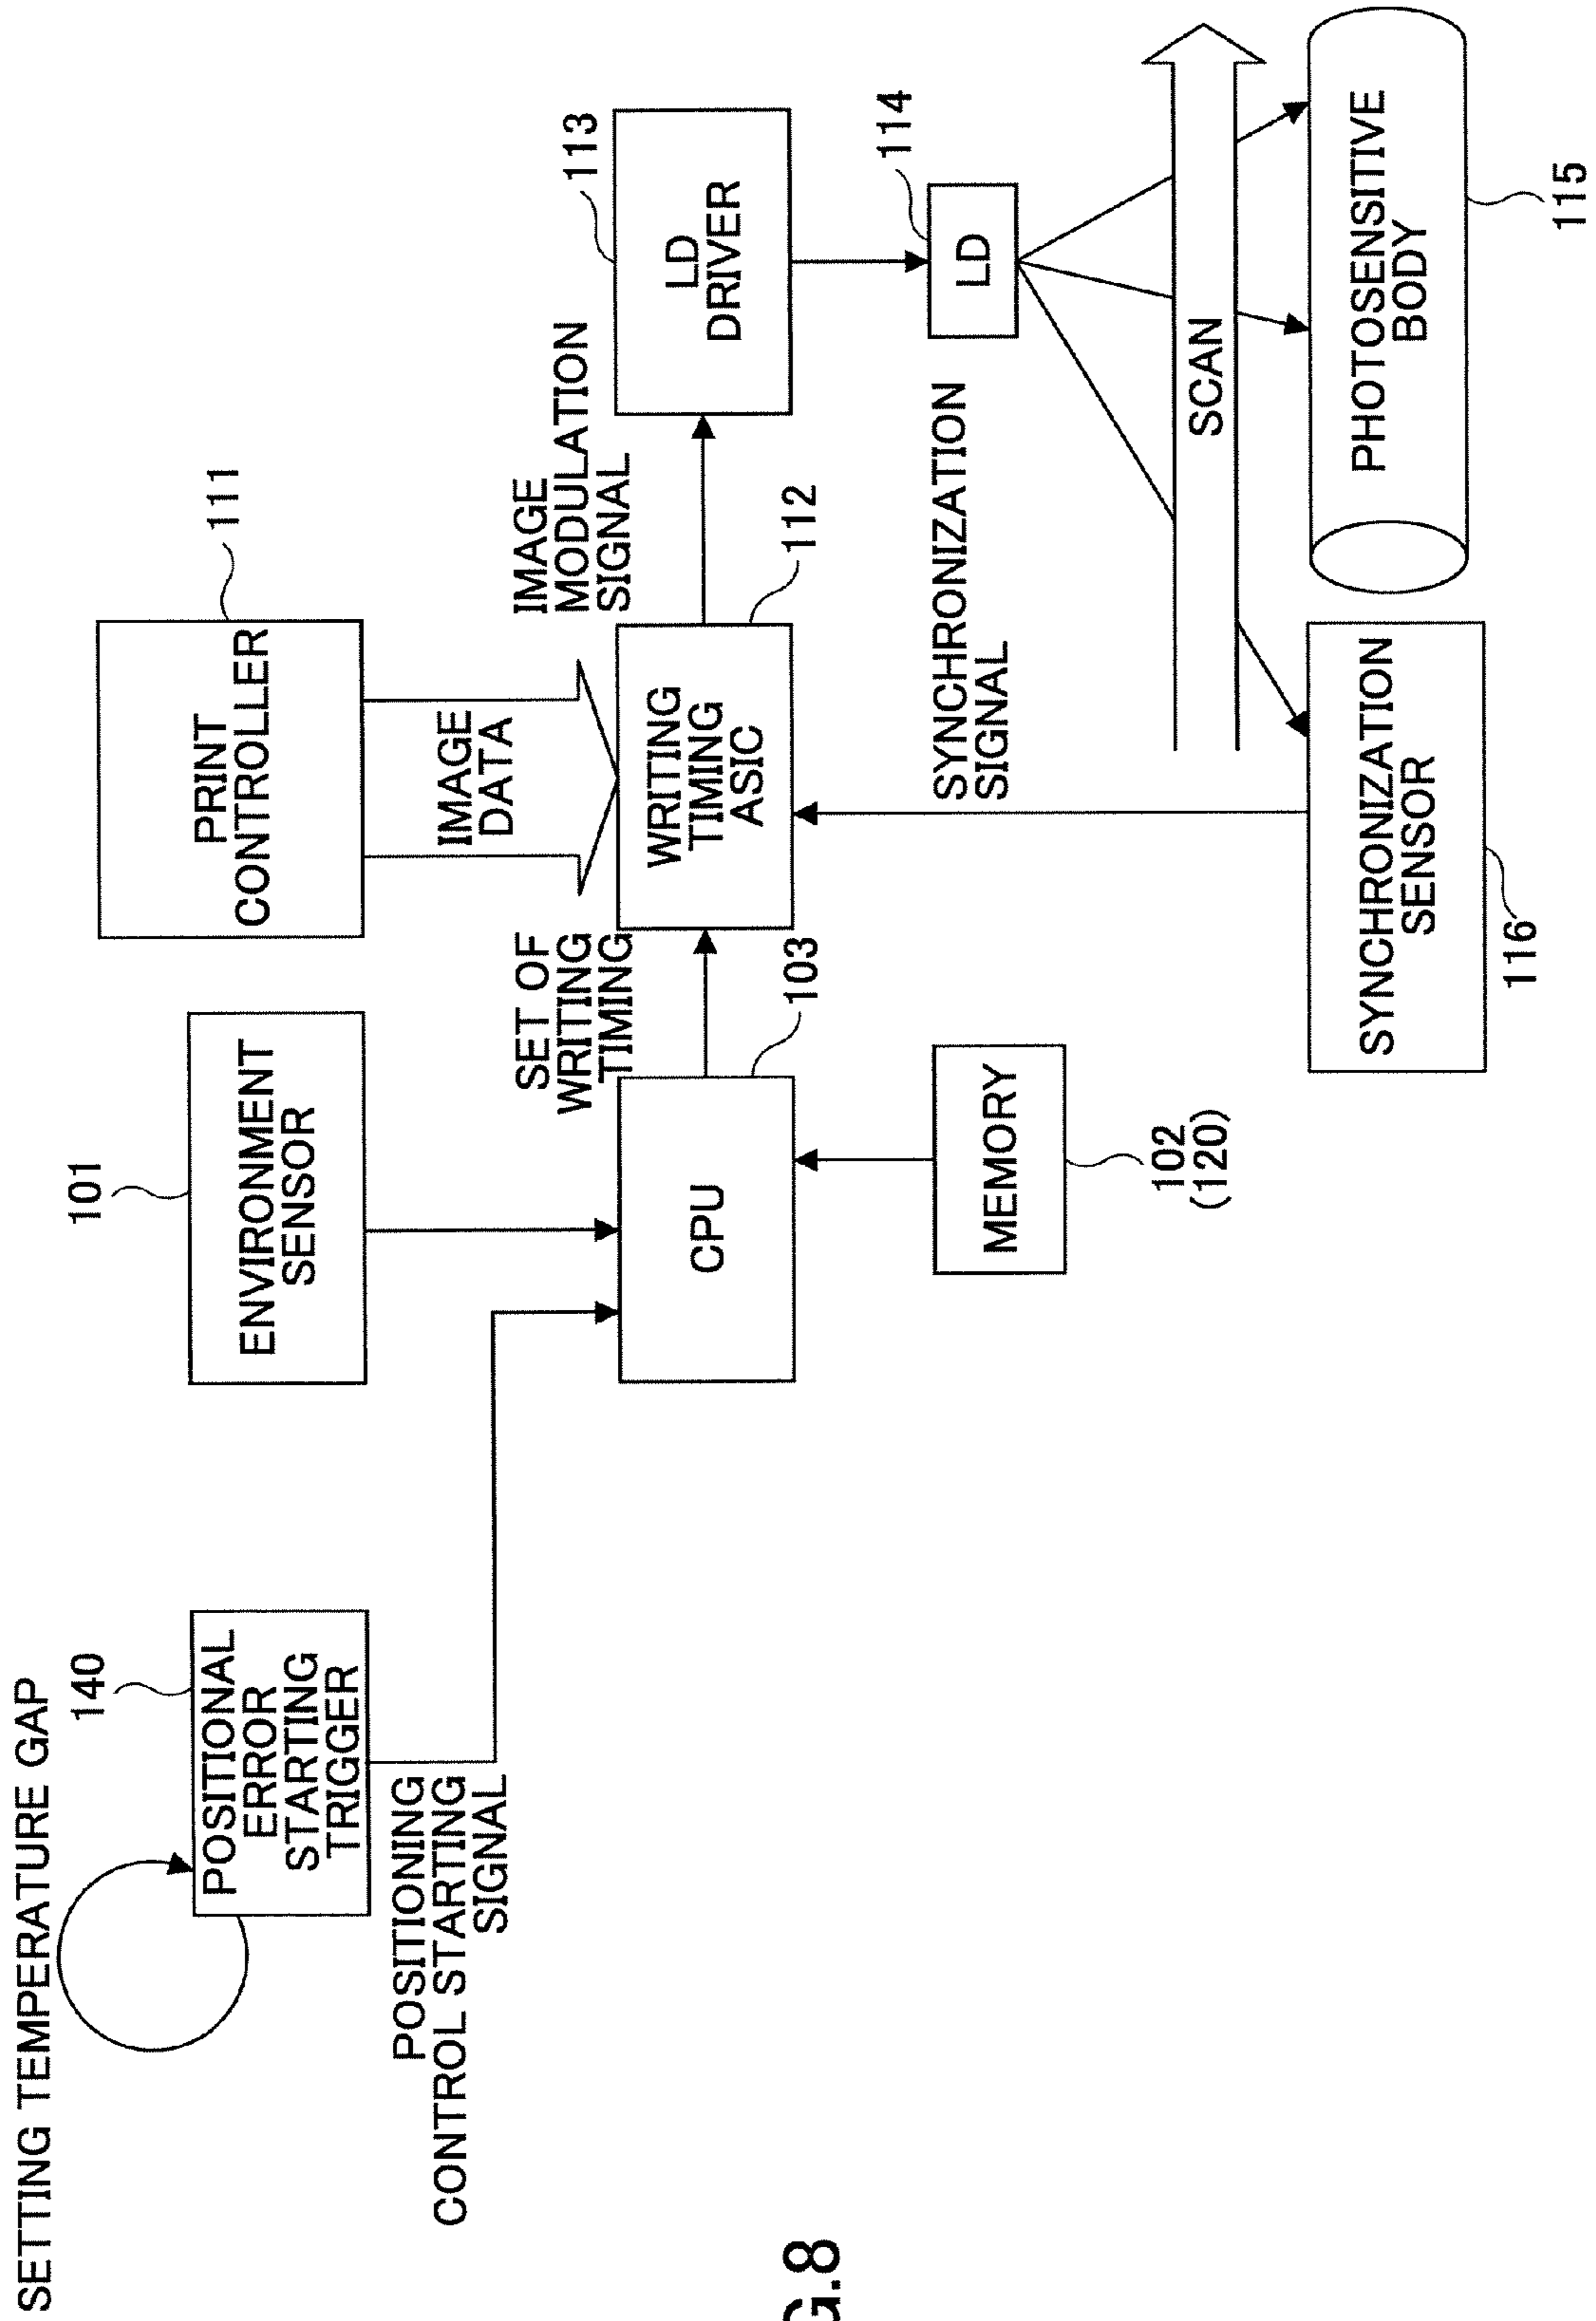 SETTING TEMPERATURE GAP
140
POSITIONAL
ERROR
STARTING
TRIGGER
POSITIONING
CONTROL STARTING
SIGNAL
101
ENVIRONMENT
SENSOR
CPU
103
MEMORY
102
(120)
SET OF
WRITING
TIMING
PRINT
CONTROLLER
111
IMAGE
DATA
WRITING
TIMING
ASIC
112
IMAGE
MODULATION
SIGNAL
LD
DRIVER
113
LD
114
SYNCHRONIZATION
SIGNAL
SCAN
SYNCHRONIZATION
SENSOR
116
PHOTOSENSITIVE
BODY
115
G.8